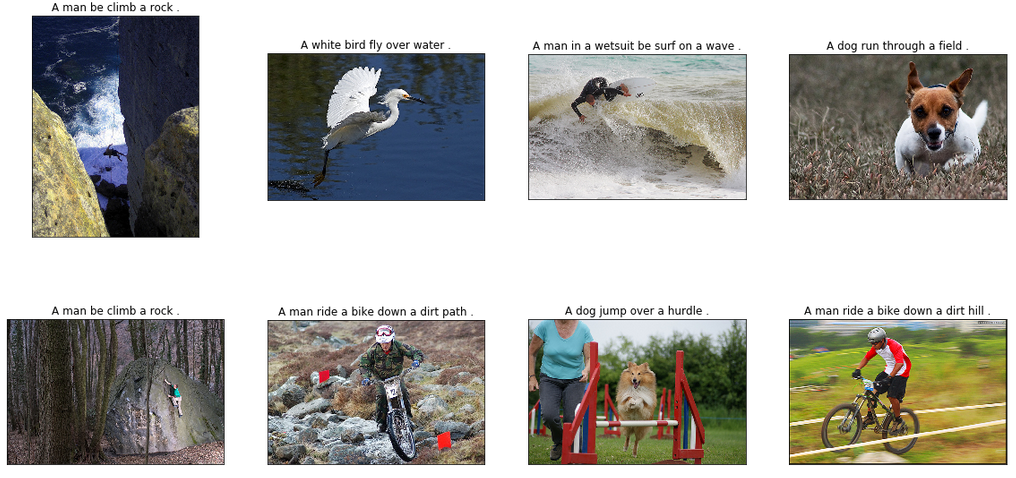 A man be climb a rock .
A white bird fly over water .
A man in a wetsuit be surf on a wave .
A dog run through a field .
A man be climb a rock .
A man ride a bike down a dirt path .
A dog jump over a hurdle .
A man ride a bike down a dirt hill .